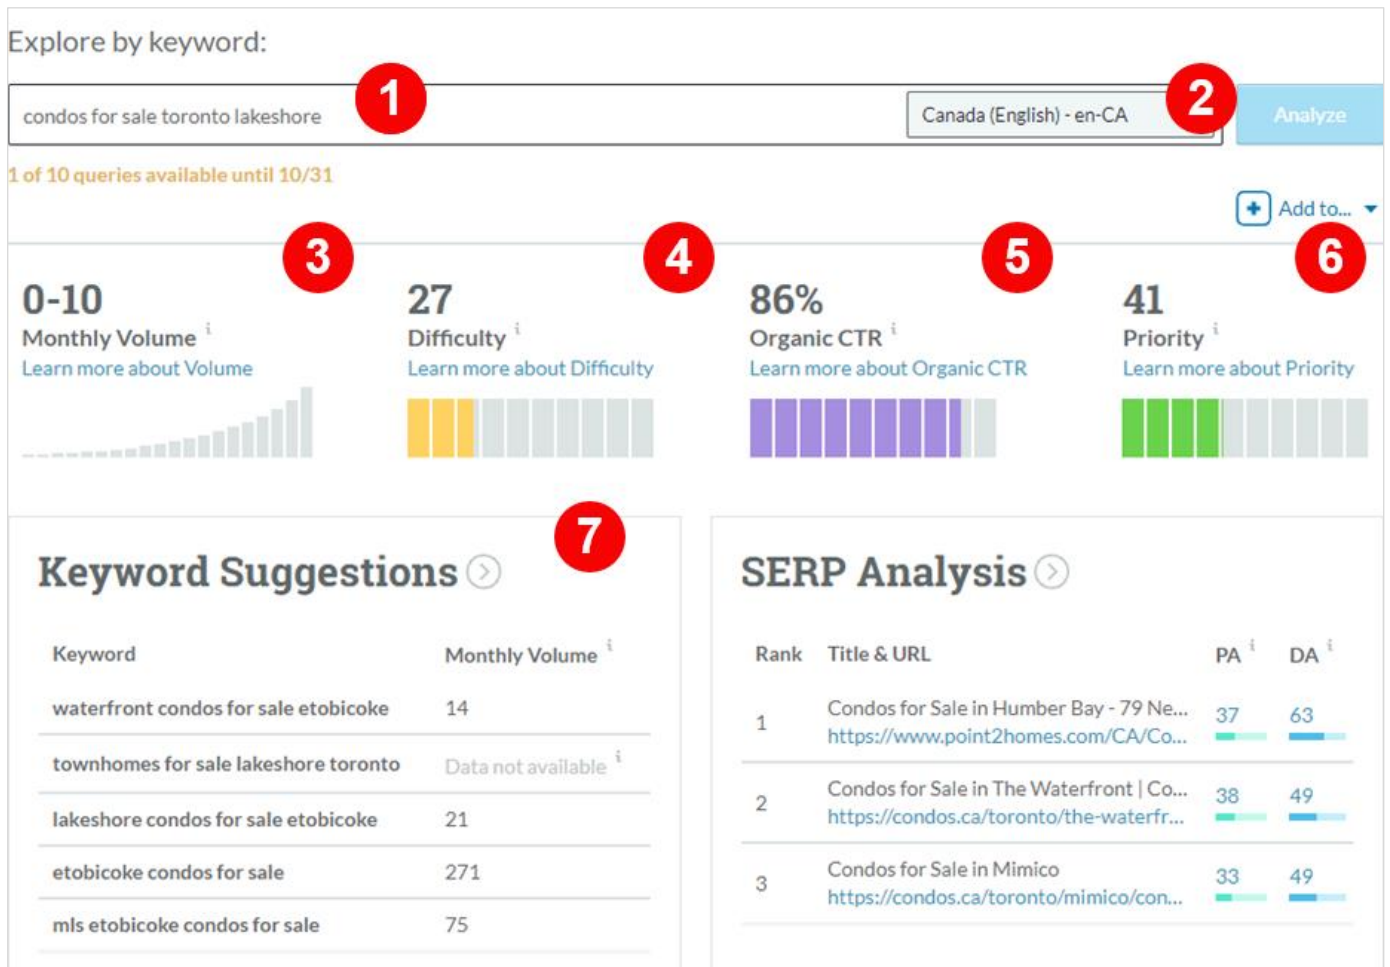 Explore by keyword:
1
condos for sale toronto lakeshore
Canada (English) - en-CA
2
Analyze
1 of 10 queries available until 10/31
Add to...
3
4
5
6
0-10
27
86%
41
Monthly Volume i
Difficulty i
Organic CTR i
Priority i
Learn more about Volume
Learn more about Difficulty
Learn more about Organic CTR
Learn more about Priority
7
Keyword Suggestions
Keyword Monthly Volume i
waterfront condos for sale etobicoke 14
townhomes for sale lakeshore toronto Data not available i
lakeshore condos for sale etobicoke 21
etobicoke condos for sale 271
mls etobicoke condos for sale 75
SERP Analysis
Rank Title & URL PA i DA i
1 Condos for Sale in Humber Bay - 79 Ne... 37 63
https://www.point2homes.com/CA/Co...
2 Condos for Sale in The Waterfront | Co... 38 49
https://condos.ca/toronto/the-waterfr...
3 Condos for Sale in Mimico 33 49
https://condos.ca/toronto/mimico/con...